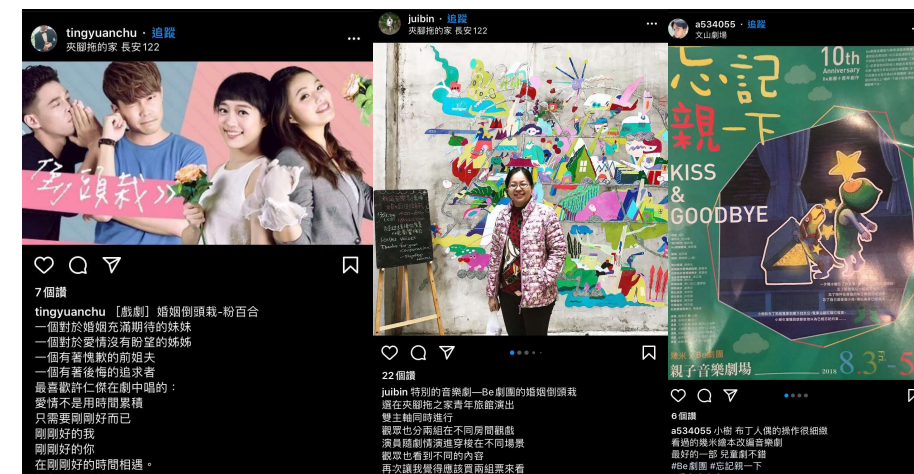 tingyuanchu · 追蹤
夾腳拖的家 長安122
倒頭栽
7個讚
tingyuanchu ［戲劇］婚姻倒頭栽-粉百合
一個對於婚姻充滿期待的妹妹
一個對於愛情沒有盼望的姊姊
一個有著愧歉的前姐夫
一個有著後悔的追求者
最喜歡許仁傑在劇中唱的：
愛情不是用時間累積
只需要剛剛好而已
剛剛好的我
剛剛好的你
在剛剛好的時間相遇。
juibin · 追蹤
夾腳拖的家 長安122
22個讚
juibin 特別的音樂劇—Be劇團的婚姻倒頭栽
選在夾腳拖之家青年旅館演出
雙主軸同時進行
觀眾也分兩組在不同房間觀戲
演員隨劇情演進穿梭在不同場景
觀眾也看到不同的內容
再次讓我覺得應該買兩組票來看
a534055 · 追蹤
文山劇場
忘記
親一下
10th
Anniversary
KISS
&
GOODBYE
幾米 Be劇團
親子音樂劇場
2018 8.3 FRI -5
6個讚
a534055 小樹 布丁人偶的操作很細緻
看過的幾米繪本改編音樂劇
最好的一部 兒童劇不錯
#Be劇團 #忘記親一下